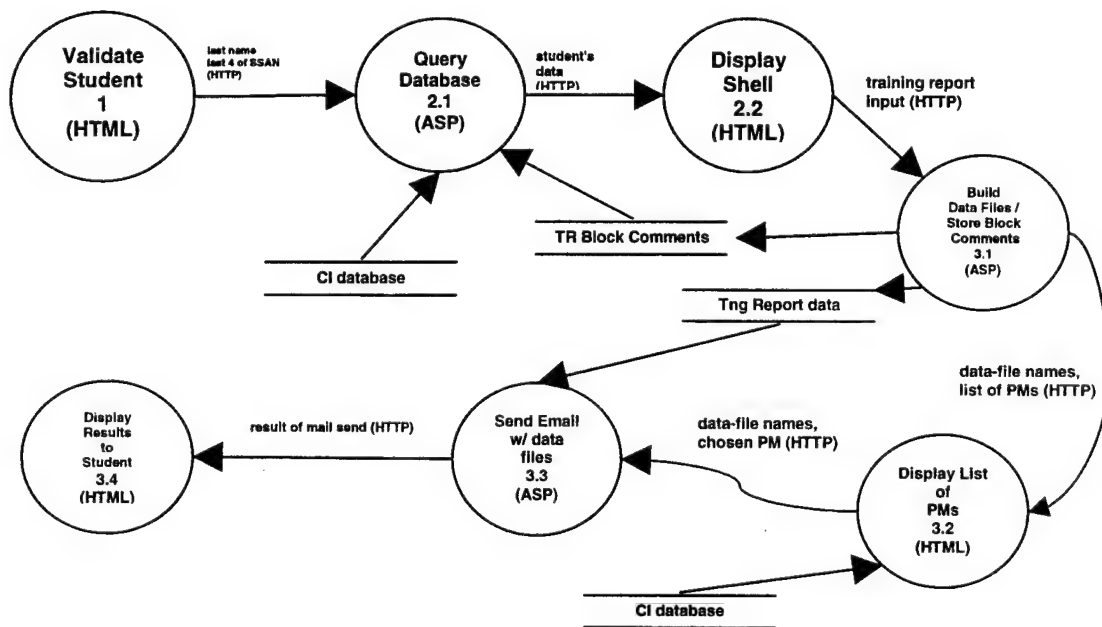 Validate
Student
1
(HTML)
last name
last 4 of SSAN
(HTTP)
Query
Database
2.1
(ASP)
student's
data
(HTTP)
Display
Shell
2.2
(HTML)
training report
input (HTTP)
Build
Data Files /
Store Block
Comments
3.1
(ASP)
TR Block Comments
CI database
Tng Report data
data-file names,
list of PMs (HTTP)
Display
Results
to
Student
3.4
(HTML)
result of mail send (HTTP)
Send Email
w/ data
files
3.3
(ASP)
data-file names,
chosen PM (HTTP)
Display List
of
PMs
3.2
(HTML)
CI database